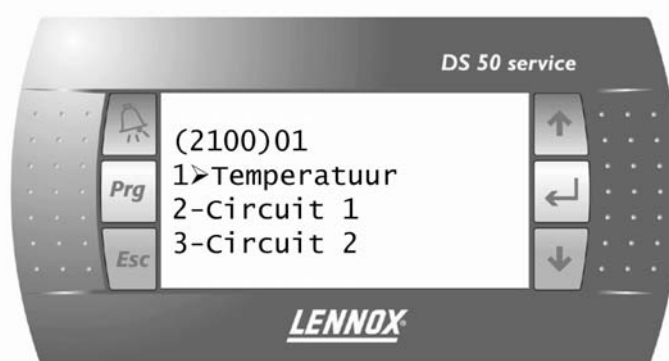 DS 50 service
(2100)01
1➢Temperatuur
2-Circuit 1
3-Circuit 2
Prg
Esc
LENNOX